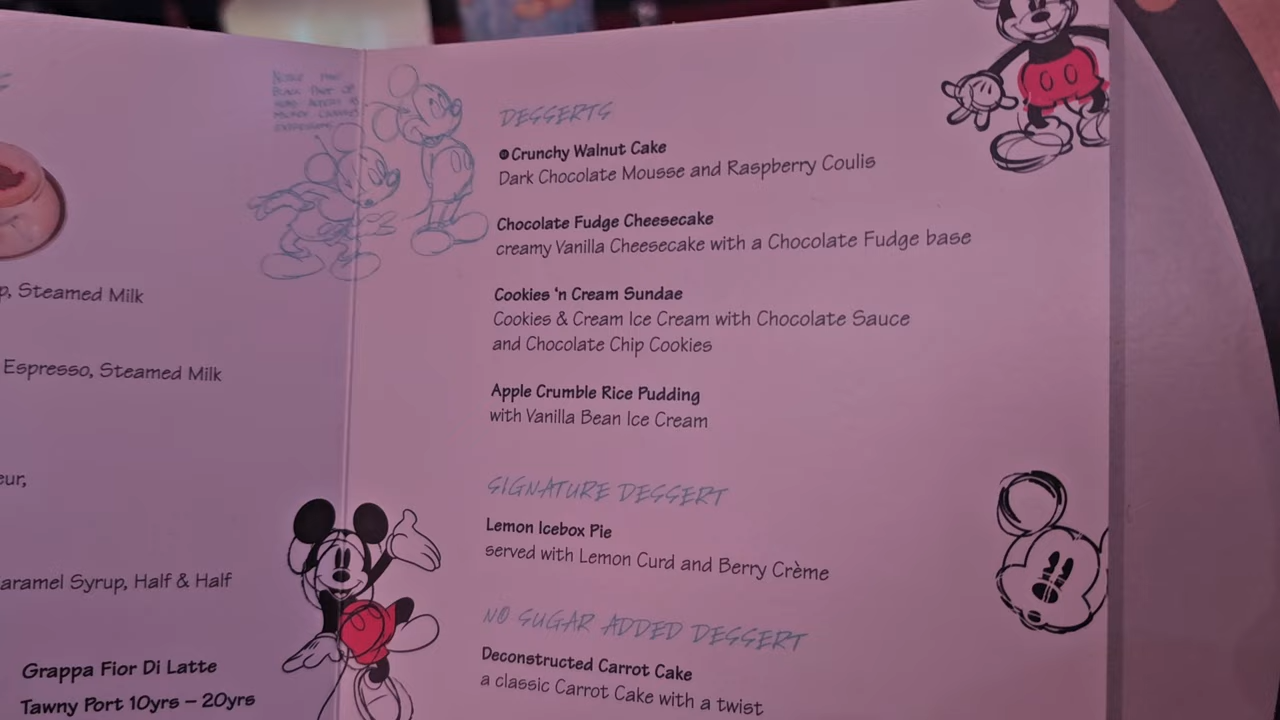 p, Steamed Milk
Espresso, Steamed Milk
eur,
aramel Syrup, Half & Half
Grappa Fior Di Latte
Tawny Port 10yrs – 20yrs
DESSERTS
Crunchy Walnut Cake
Dark Chocolate Mousse and Raspberry Coulis
Chocolate Fudge Cheesecake
creamy Vanilla Cheesecake with a Chocolate Fudge base
Cookies ‘n Cream Sundae
Cookies & Cream Ice Cream with Chocolate Sauce
and Chocolate Chip Cookies
Apple Crumble Rice Pudding
with Vanilla Bean Ice Cream
SIGNATURE DESSERT
Lemon Icebox Pie
served with Lemon Curd and Berry Crème
NO SUGAR ADDED DESSERT
Deconstructed Carrot Cake
a classic Carrot Cake with a twist